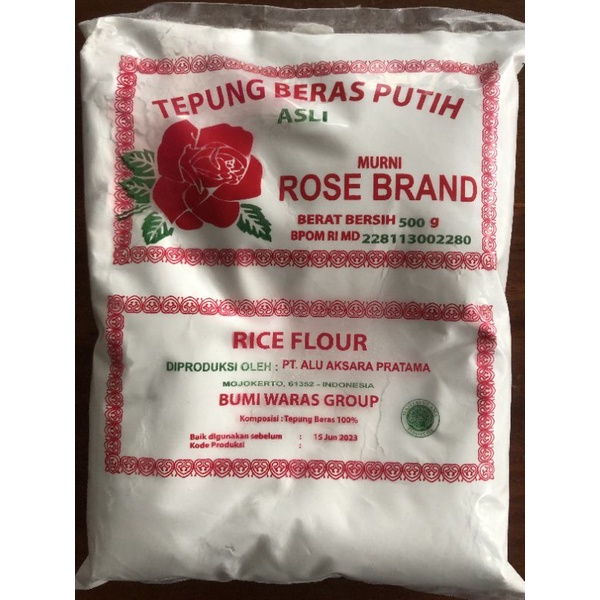 TEPUNG BERAS PUTIH
ASLI
MURNI
ROSE BRAND
BERAT BERSIH 500 g
BPOM RI MD 228113002280
RICE FLOUR
DIPRODUKSI OLEH : PT. ALU AKSARA PRATAMA
MOJOKERTO, 61352 - INDONESIA
BUMI WARAS GROUP
Komposisi : Tepung Beras 100%
Baik digunakan sebelum : 15 Jun 2023
Kode Produksi :